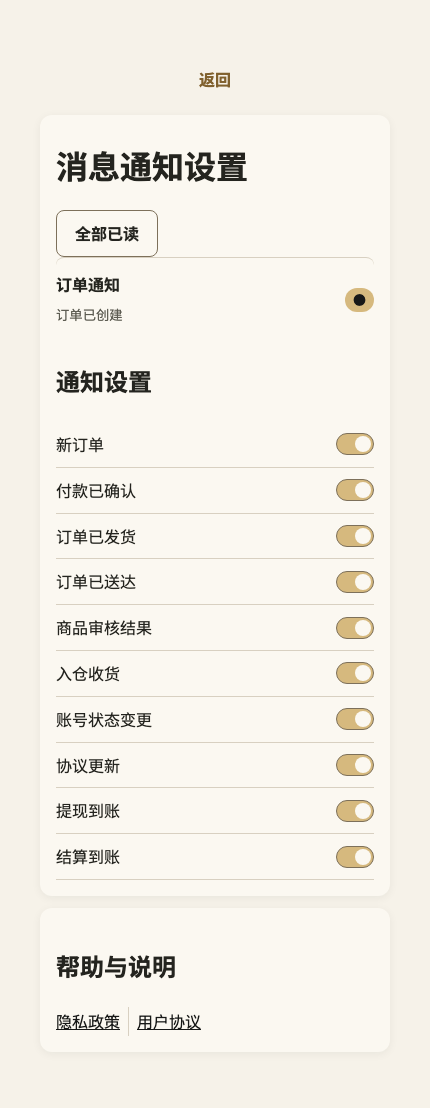 返回
消息通知设置
全部已读
订单通知
订单已创建
通知设置
新订单
付款已确认
订单已发货
订单已送达
商品审核结果
入仓收货
账号状态变更
协议更新
提现到账
结算到账
帮助与说明
隐私政策 用户协议